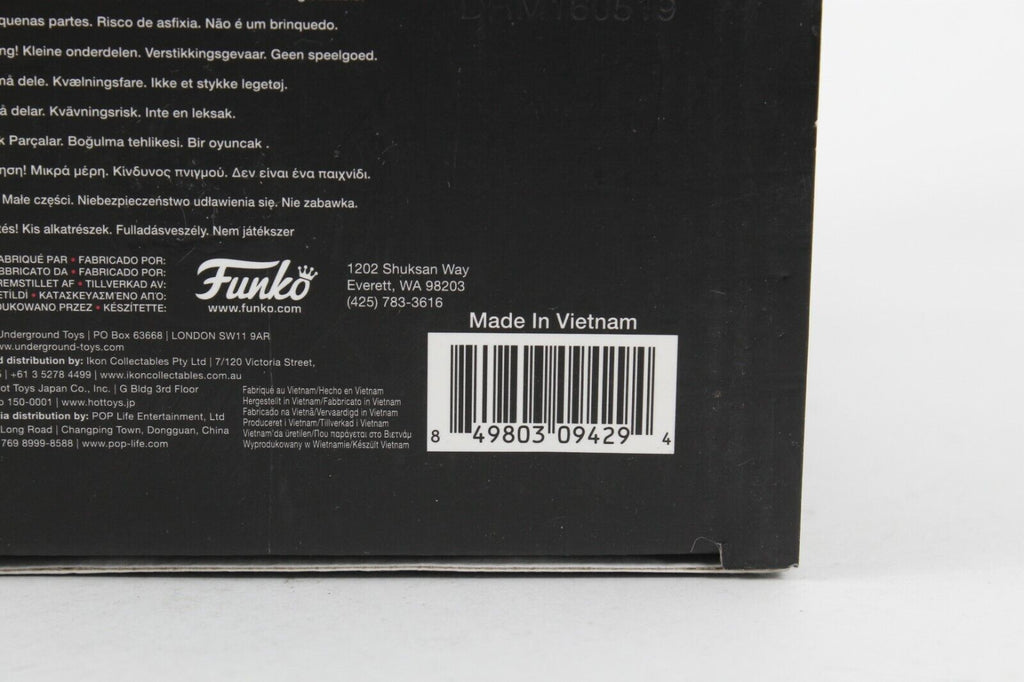 DRM160519
quenas partes. Risco de asfixia. Não é um brinquedo.
ng! Kleine onderdelen. Verstikkingsgevaar. Geen speelgoed.
må dele. Kvælningsfare. Ikke et stykke legetøj.
å delar. Kvävningsrisk. Inte en leksak.
k Parçalar. Boğulma tehlikesi. Bir oyuncak .
ηση! Μικρά μέρη. Κίνδυνος πνιγμού. Δεν είναι ένα παιχνίδι.
Małe części. Niebezpieczeństwo udławienia się. Nie zabawka.
és! Kis alkatrészek. Fulladásveszély. Nem játékszer
ABRIQUÉ PAR • FABRICADO POR:
BBRICATO DA • FABRICADO POR:
REMSTILLET AF • TILLVERKAD AV:
ETILDİ • ΚΑΤΑΣΚΕΥΑΣΜΈΝΟ ΑΠΌ:
DUKOWANO PRZEZ • KÉSZÍTETTE:
Funko
www.funko.com
1202 Shuksan Way
Everett, WA 98203
(425) 783-3616
Underground Toys | PO Box 63668 | LONDON SW11 9AR
ww.underground-toys.com
d distribution by: Ikon Collectables Pty Ltd | 7/120 Victoria Street,
| +61 3 5278 4499 | www.ikoncollectables.com.au
ot Toys Japan Co., Inc. | G Bldg 3rd Floor
o 150-0001 | www.hottoys.jp
ia distribution by: POP Life Entertainment, Ltd
Long Road | Changping Town, Dongguan, China
769 8999-8588 | www.pop-life.com
Fabriqué au Vietnam/Hecho en Vietnam
Hergestellt in Vietnam/Fabbricato in Vietnam
Fabricado na Vietnã/Vervaardigd in Vietnam
Produceret i Vietnam/Tillverkad i Vietnam
Vietnam'da üretilen/Που παράγεται στο Βιετνάμ
Wyprodukowany w Wietnamie/Készült Vietnam
Made In Vietnam
8 49803 09429 4